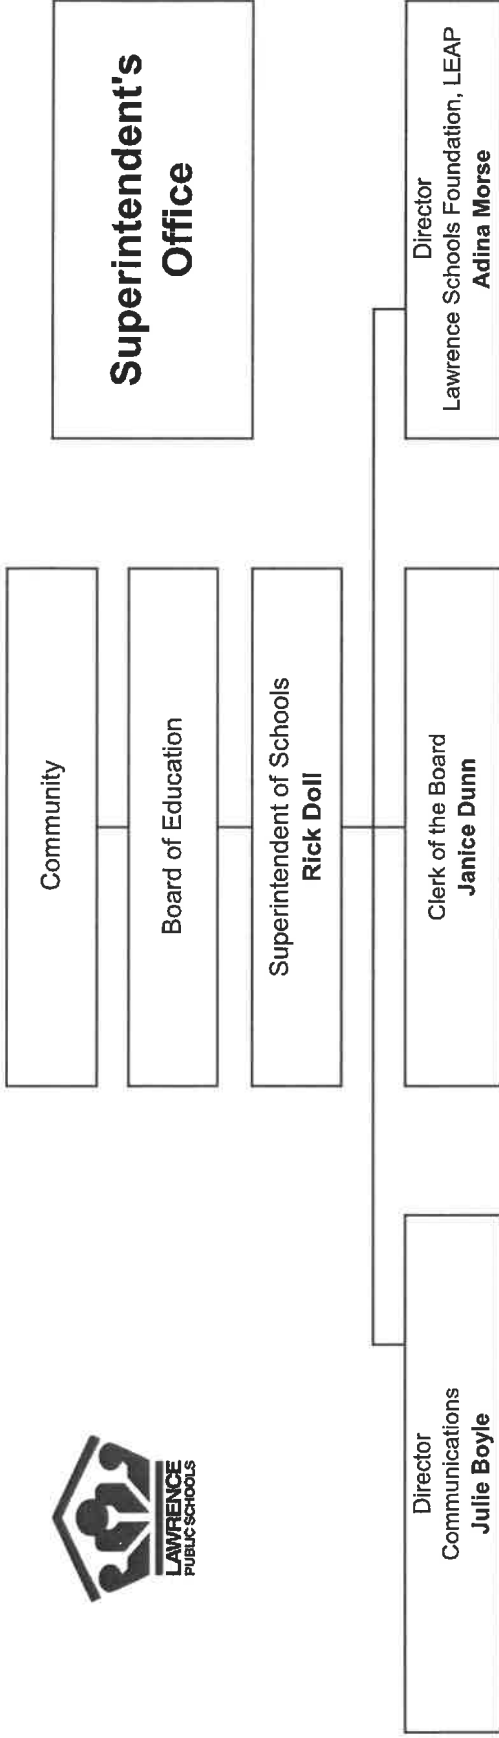 LAWRENCE
PUBLIC SCHOOLS
Community
Superintendent's
Office
Board of Education
Superintendent of Schools
Rick Doll
Director
Communications
Julie Boyle
Clerk of the Board
Janice Dunn
Director
Lawrence Schools Foundation, LEAP
Adina Morse